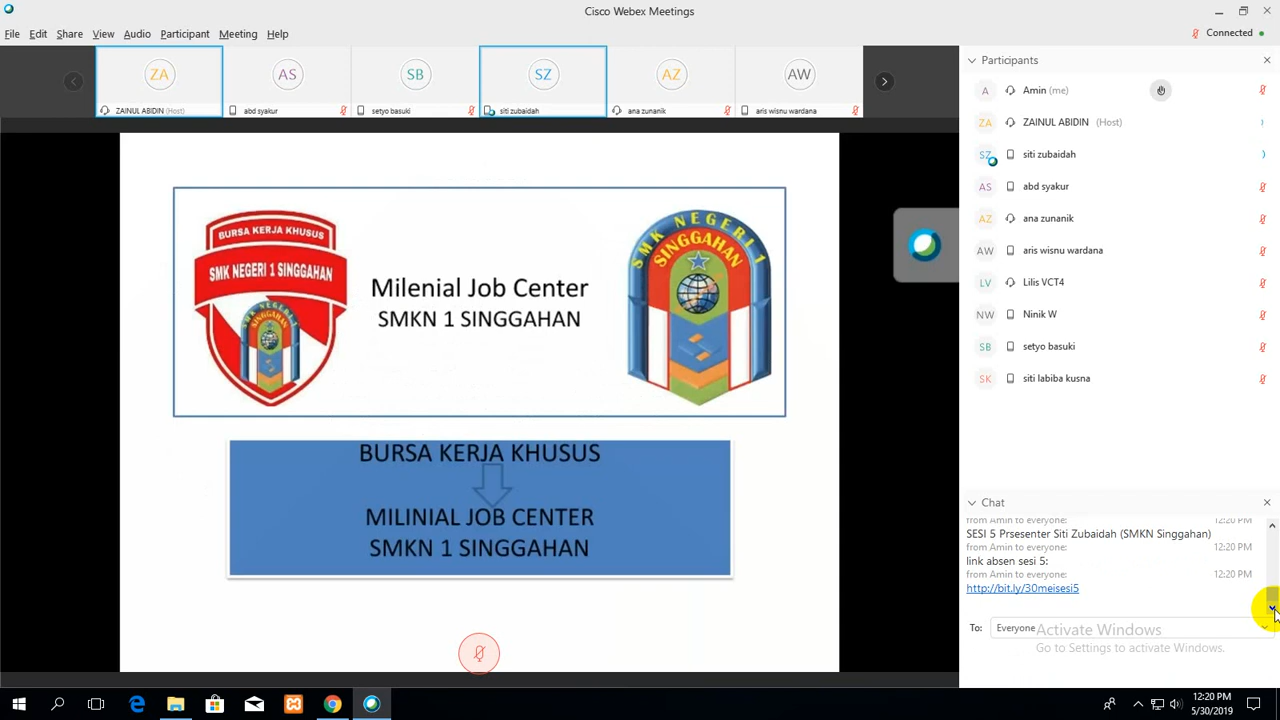 Cisco Webex Meetings
File Edit Share View Audio Participant Meeting Help
Connected
ZA
AS
SB
SZ
AZ
AW
ZAINUL ABIDIN (Host)
abd syakur
setyo basuki
siti zubaidah
ana zunanik
aris wisnu wardana
BURSA KERJA KHUSUS
SMK NEGERI 1 SINGGAHAN
SMK NEGERI 1
SINGGAHAN
Milenial Job Center
SMKN 1 SINGGAHAN
SMK NEGERI 1
SINGGAHAN
BURSA KERJA KHUSUS
MILINIAL JOB CENTER
SMKN 1 SINGGAHAN
Participants
A Amin (me)
ZA ZAINUL ABIDIN (Host)
SZ siti zubaidah
AS abd syakur
AZ ana zunanik
AW aris wisnu wardana
LV Lilis VCT4
NW Ninik W
SB setyo basuki
SK siti labiba kusna
Chat
from Amin to everyone: 12:20 PM
SESI 5 Prsesenter Siti Zubaidah (SMKN Singgahan)
from Amin to everyone: 12:20 PM
link absen sesi 5:
from Amin to everyone: 12:20 PM
http://bit.ly/30meisesi5
To: Everyone
Activate Windows
Go to Settings to activate Windows.
12:20 PM
5/30/2019